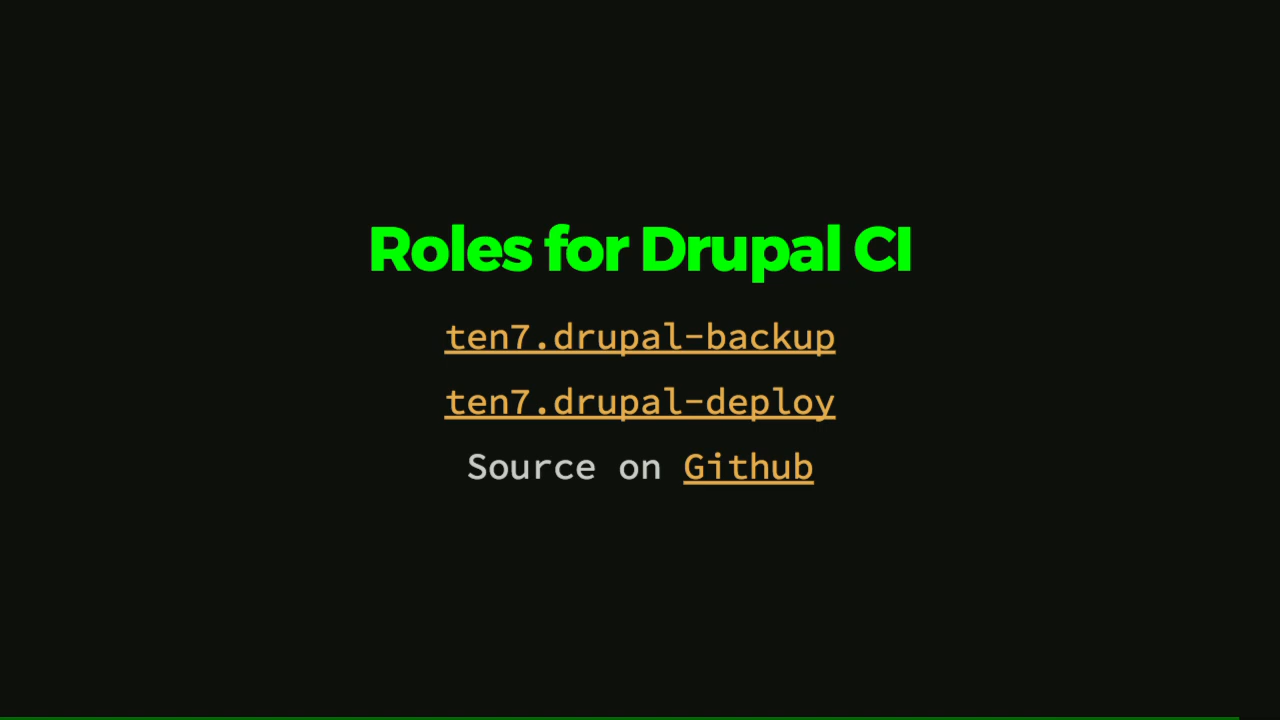 Roles for Drupal CI
ten7.drupal-backup
ten7.drupal-deploy
Source on Github